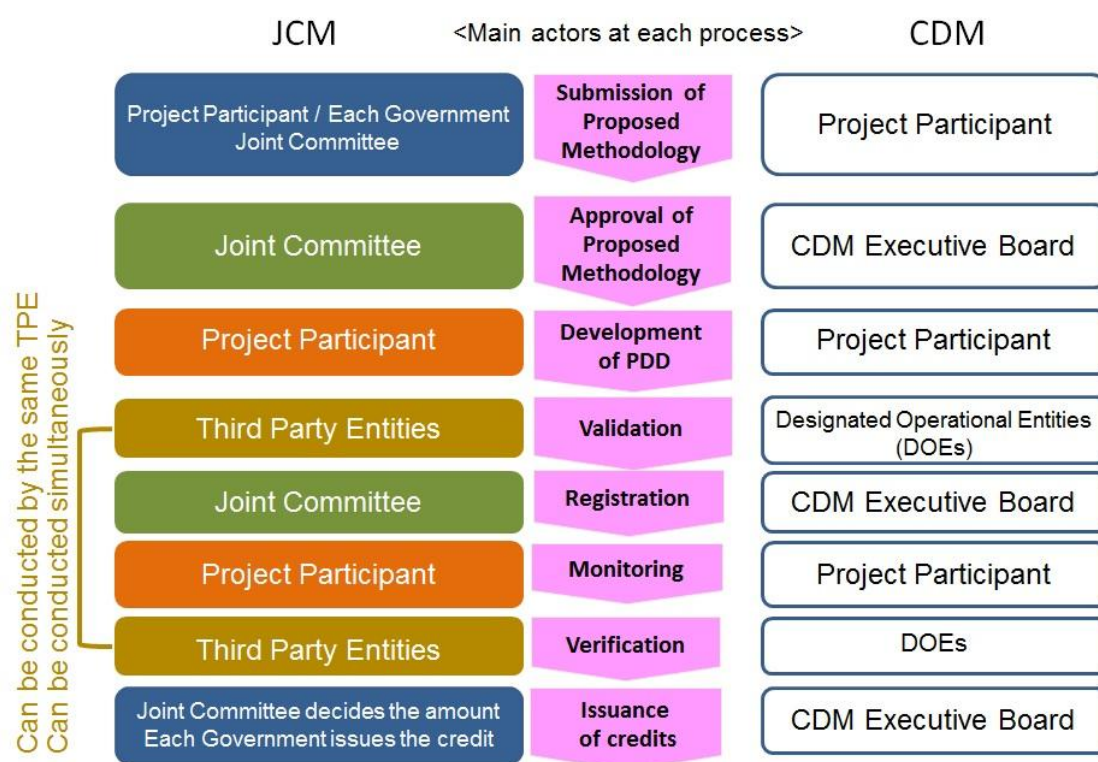 JCM
<Main actors at each process>
CDM
Project Participant / Each Government
Joint Committee
Submission of
Proposed
Methodology
Project Participant
Joint Committee
Approval of
Proposed
Methodology
CDM Executive Board
Project Participant
Development
of PDD
Project Participant
Third Party Entities
Validation
Designated Operational Entities
(DOEs)
Joint Committee
Registration
CDM Executive Board
Project Participant
Monitoring
Project Participant
Third Party Entities
Verification
DOEs
Joint Committee decides the amount
Each Government issues the credit
Issuance
of credits
CDM Executive Board
Can be conducted by the same TPE
Can be conducted simultaneously